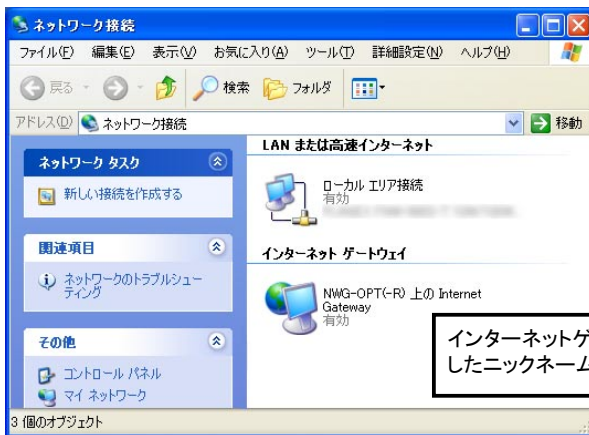 ネットワーク接続
ファイル(F) 編集(E) 表示(V) お気に入り(A) ツール(T) 詳細設定(N) ヘルプ(H)
戻る 検索 フォルダ
アドレス(D) ネットワーク接続 移動
ネットワーク タスク
新しい接続を作成する
関連項目
ネットワークのトラブルシュー
ティング
その他
コントロール パネル
マイ ネットワーク
LAN または高速インターネット
ローカル エリア接続
有効
インターネット ゲートウェイ
NWG-OPT(-R) 上の Internet
Gateway
有効
インターネットゲ
したニックネーム
3 個のオブジェクト